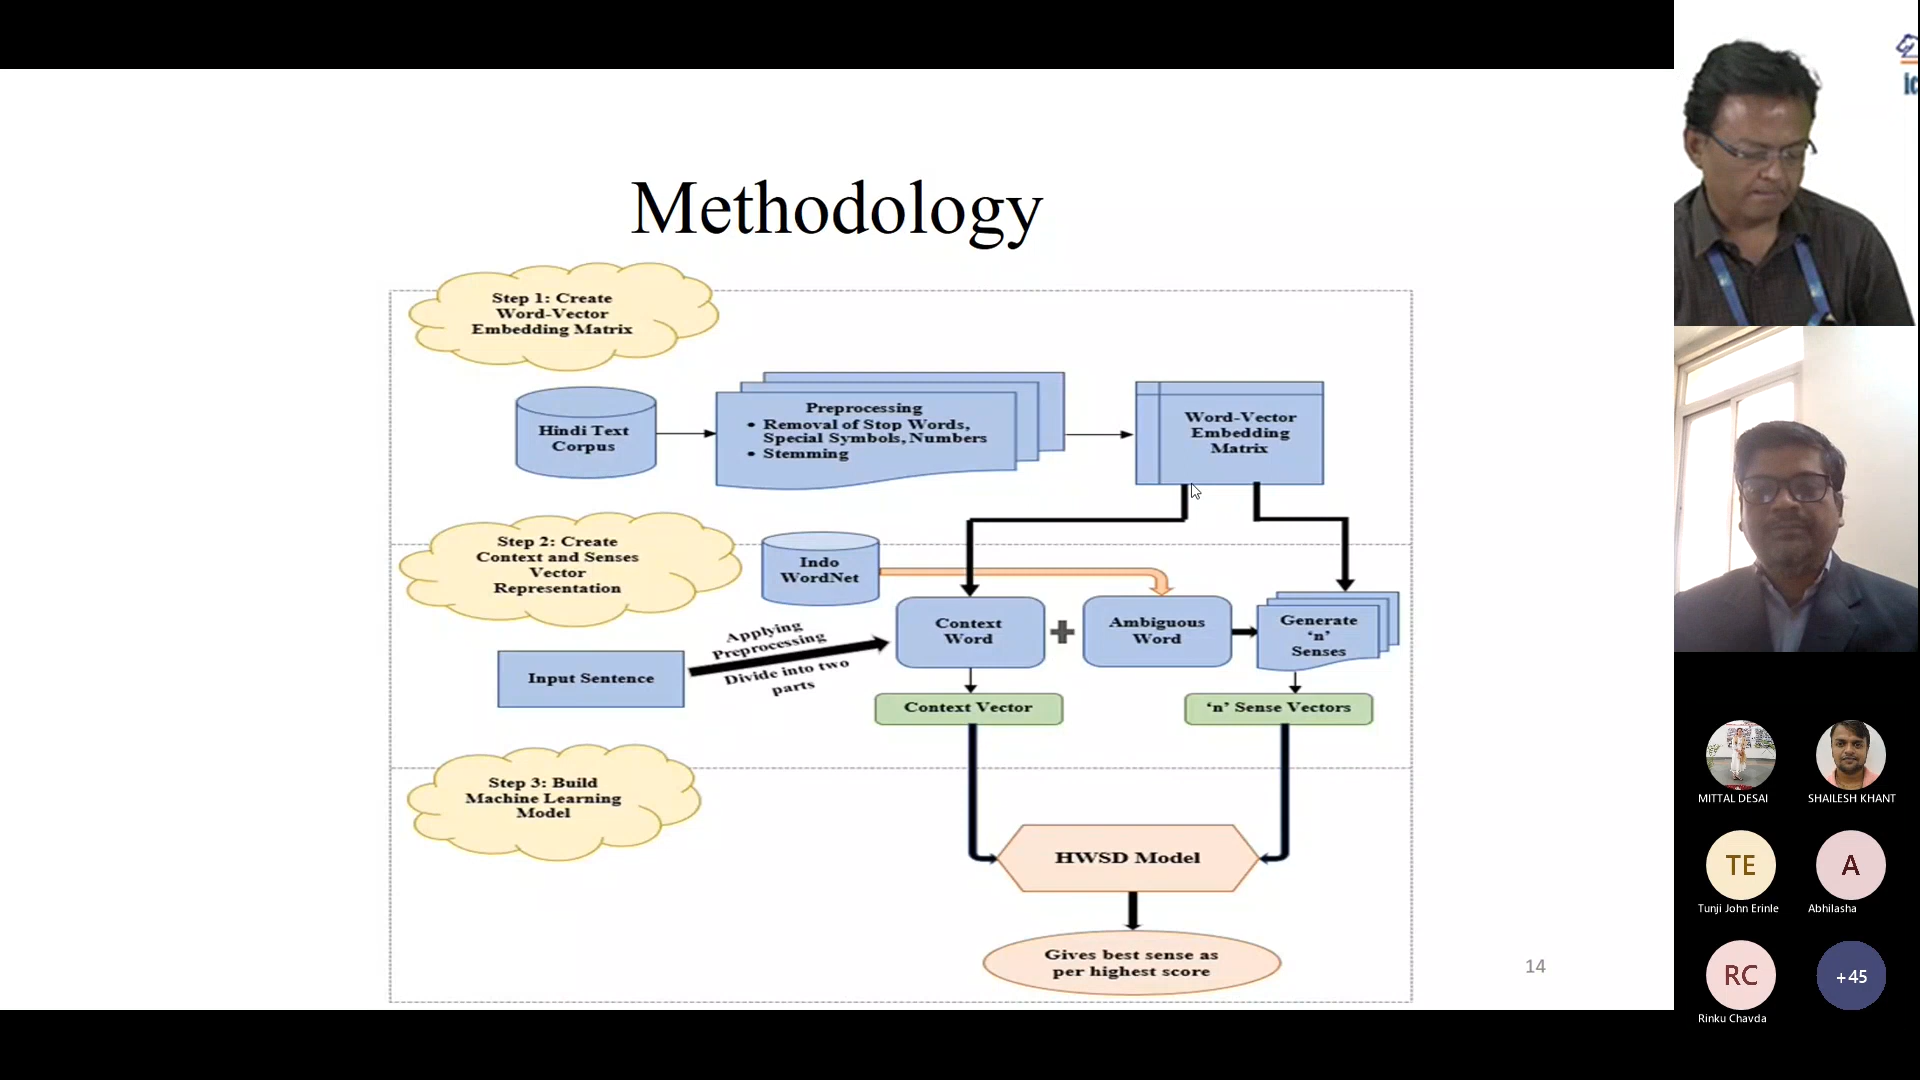 Methodology
Step 1: Create
Word-Vector
Embedding Matrix
Hindi Text
Corpus
Preprocessing
• Removal of Stop Words,
Special Symbols, Numbers
• Stemming
Word-Vector
Embedding
Matrix
Step 2: Create
Context and Senses
Vector
Representation
Indo
WordNet
Input Sentence
Applying
Preprocessing
Divide into two
parts
Context
Word
+
Ambiguous
Word
Generate
‘n’
Senses
Context Vector
‘n’ Sense Vectors
Step 3: Build
Machine Learning
Model
HWSD Model
Gives best sense as
per highest score
14
ic
MITTAL DESAI
SHAILESH KHANT
TE
Tunji John Erinle
A
Abhilasha
RC
Rinku Chavda
+45